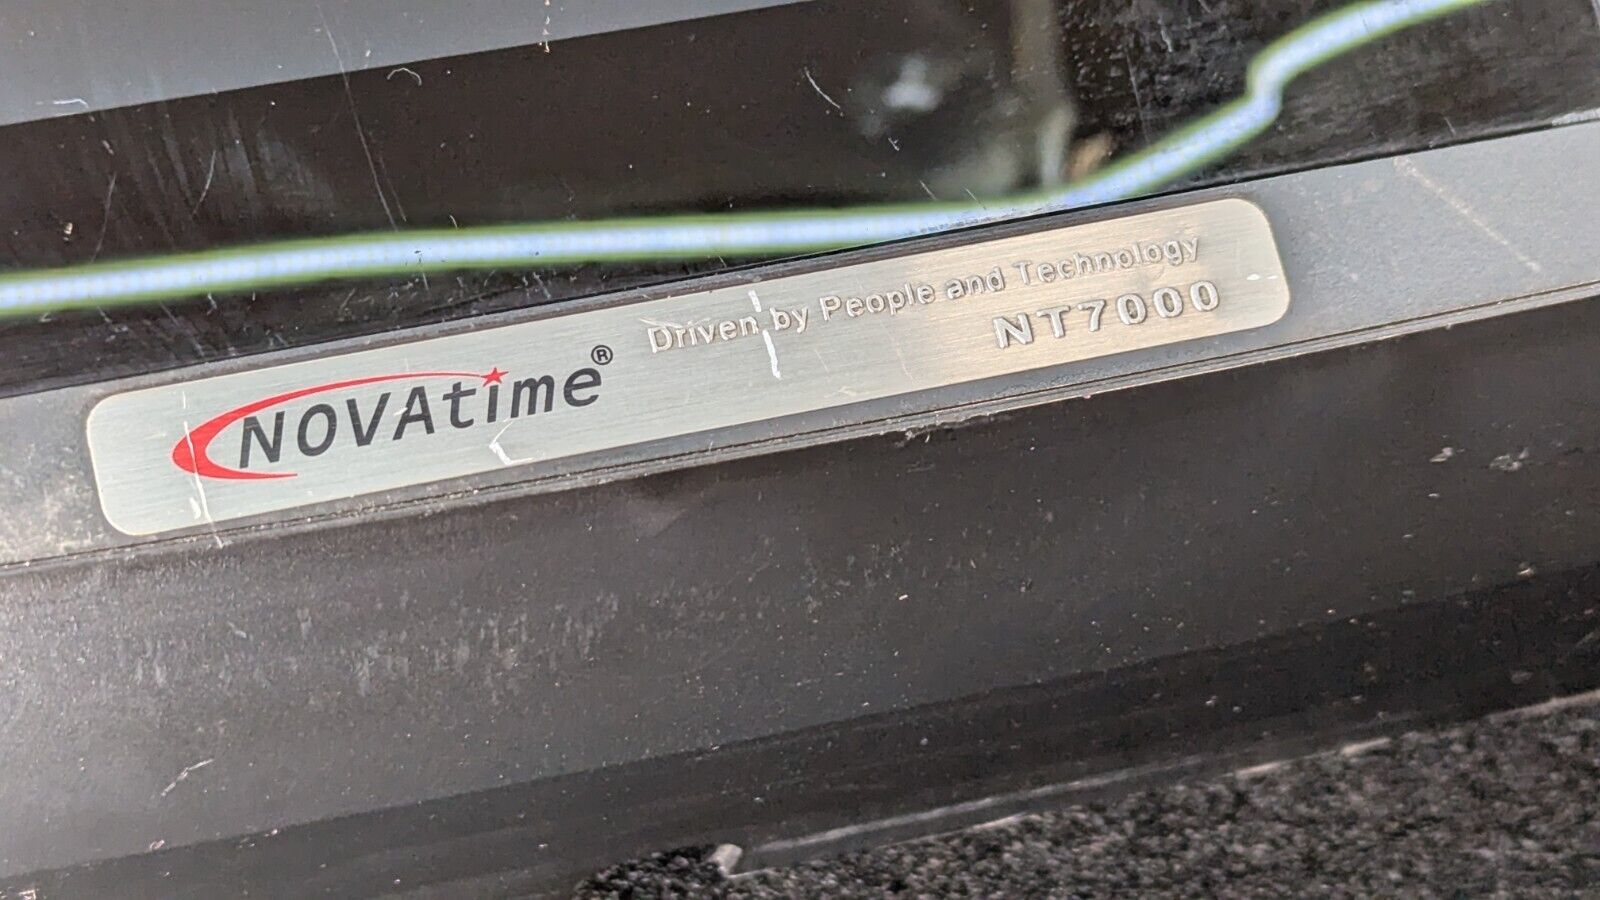 NOVAtime®
Driven by People and Technology
NT7000